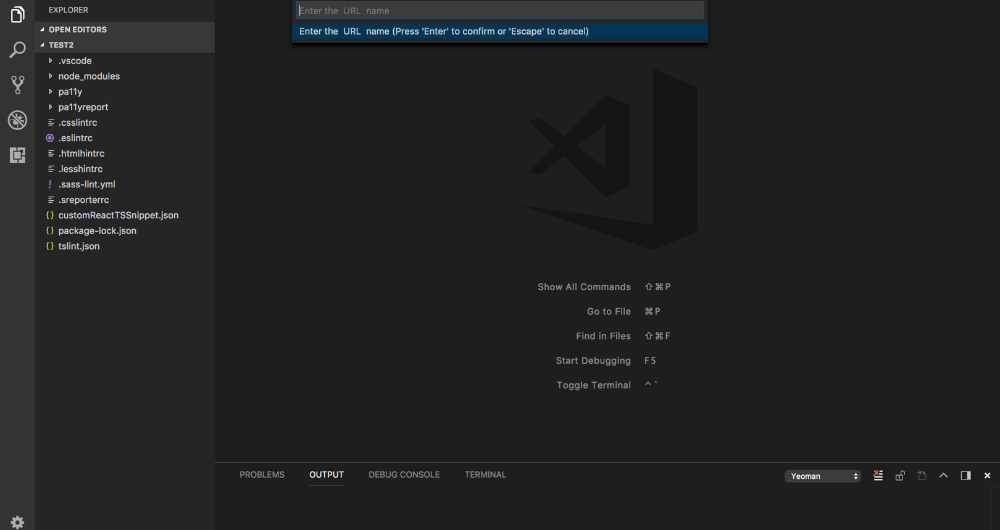 EXPLORER
OPEN EDITORS
TEST2
.vscode
node_modules
pa11y
pa11yreport
.csslintrc
.eslintrc
.htmlhintrc
.lesshintrc
! .sass-lint.yml
.sreporterrc
{} customReactTSSnippet.json
{} package-lock.json
{} tslint.json
Enter the URL name
Enter the URL name (Press 'Enter' to confirm or 'Escape' to cancel)
Show All Commands ⇧⌘P
Go to File ⌘P
Find in Files ⇧⌘F
Start Debugging F5
Toggle Terminal ^`
PROBLEMS OUTPUT DEBUG CONSOLE TERMINAL Yeoman